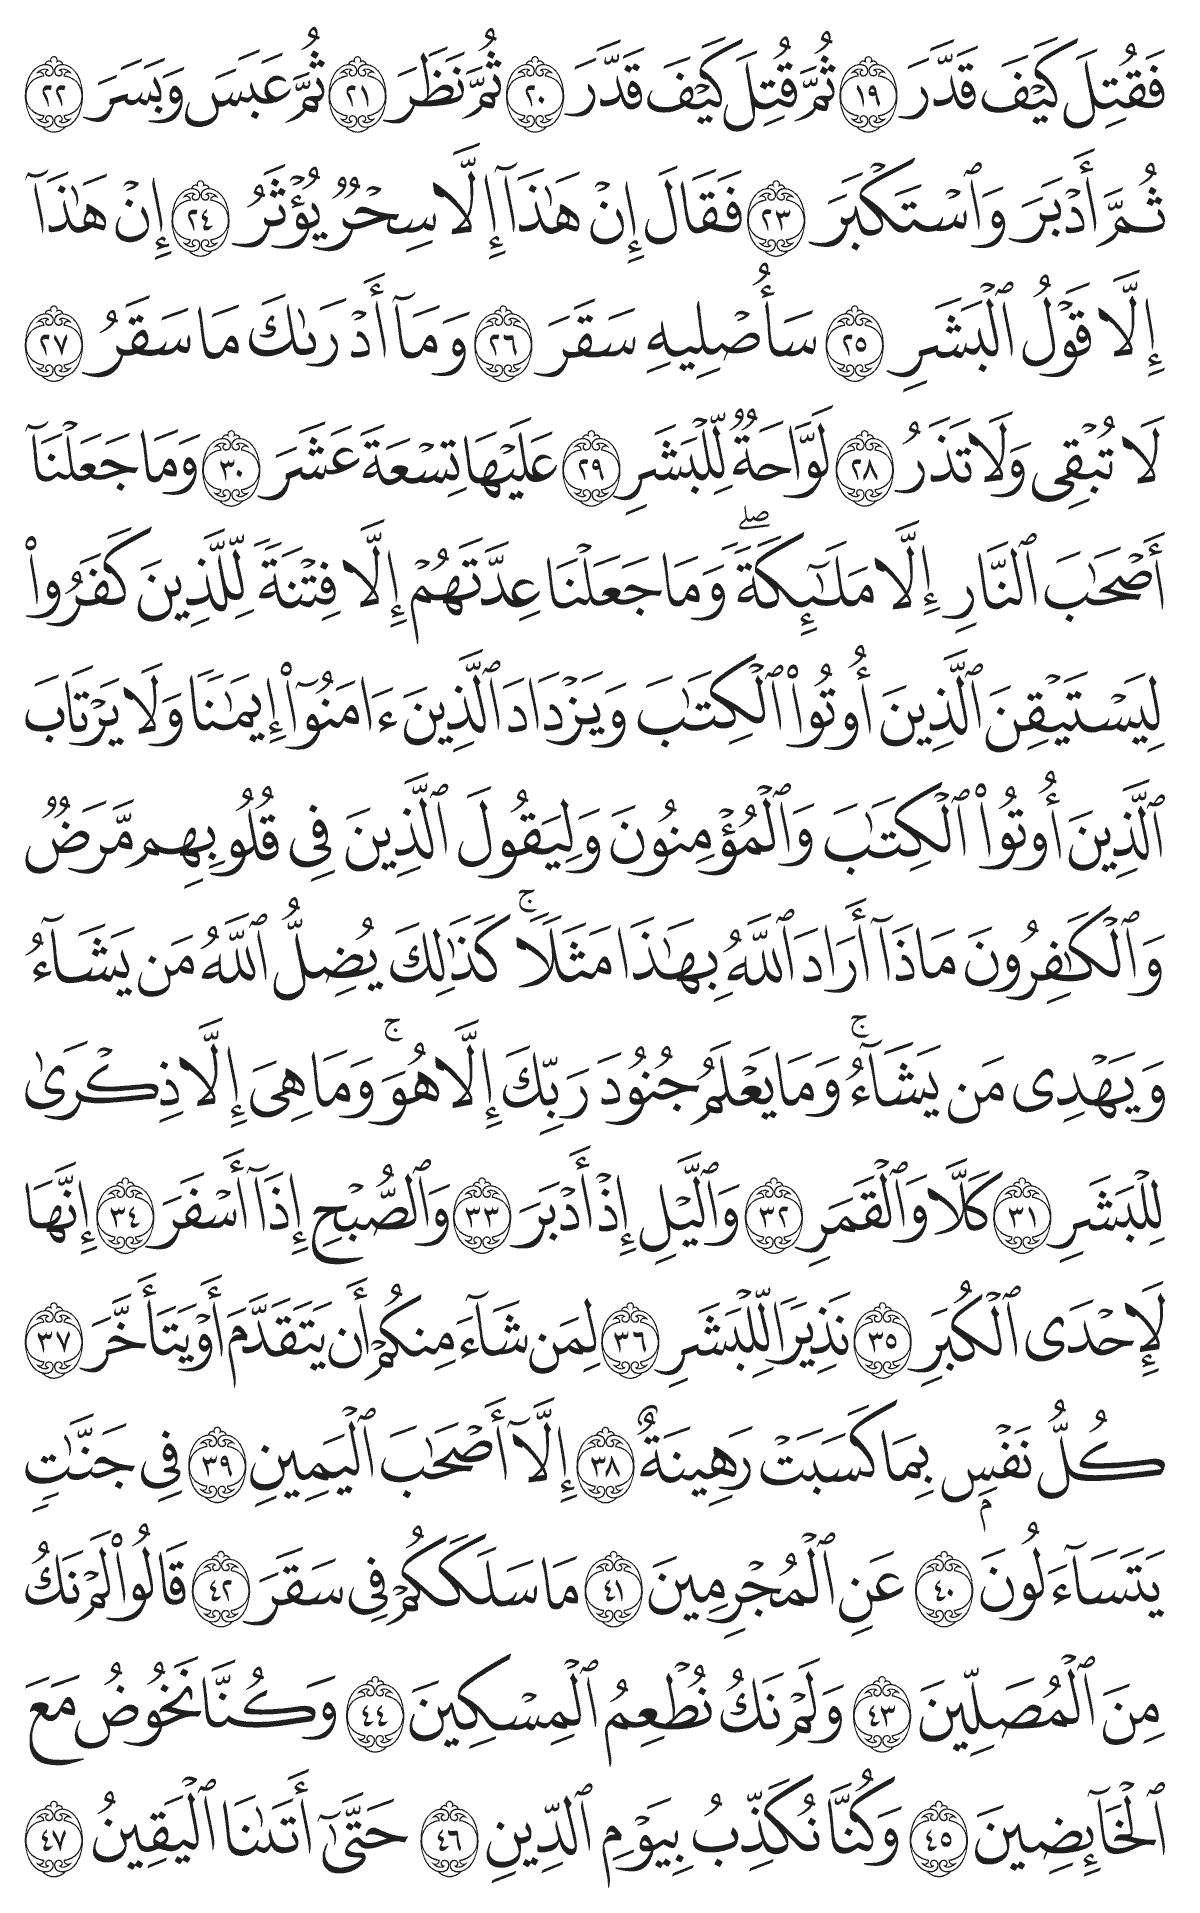 فَقُتِلَ كَيۡفَ قَدَّرَ ١٩ ثُمَّ قُتِلَ كَيۡفَ قَدَّرَ ٢٠ ثُمَّ نَظَرَ ٢١ ثُمَّ عَبَسَ وَبَسَرَ ٢٢
ثُمَّ أَدۡبَرَ وَٱسۡتَكۡبَرَ ٢٣ فَقَالَ إِنۡ هَٰذَآ إِلَّا سِحۡرٞ يُؤۡثَرُ ٢٤ إِنۡ هَٰذَآ
إِلَّا قَوۡلُ ٱلۡبَشَرِ ٢٥ سَأُصۡلِيهِ سَقَرَ ٢٦ وَمَآ أَدۡرَىٰكَ مَا سَقَرُ ٢٧
لَا تُبۡقِي وَلَا تَذَرُ ٢٨ لَوَّاحَةٞ لِّلۡبَشَرِ ٢٩ عَلَيۡهَا تِسۡعَةَ عَشَرَ ٣٠ وَمَا جَعَلۡنَآ
أَصۡحَٰبَ ٱلنَّارِ إِلَّا مَلَٰٓئِكَةٗۖ وَمَا جَعَلۡنَا عِدَّتَهُمۡ إِلَّا فِتۡنَةٗ لِّلَّذِينَ كَفَرُواْ
لِيَسۡتَيۡقِنَ ٱلَّذِينَ أُوتُواْ ٱلۡكِتَٰبَ وَيَزۡدَادَ ٱلَّذِينَ ءَامَنُوٓاْ إِيمَٰنٗا وَلَا يَرۡتَابَ
ٱلَّذِينَ أُوتُواْ ٱلۡكِتَٰبَ وَٱلۡمُؤۡمِنُونَ وَلِيَقُولَ ٱلَّذِينَ فِي قُلُوبِهِم مَّرَضٞ
وَٱلۡكَٰفِرُونَ مَاذَآ أَرَادَ ٱللَّهُ بِهَٰذَا مَثَلٗاۚ كَذَٰلِكَ يُضِلُّ ٱللَّهُ مَن يَشَآءُ
وَيَهۡدِي مَن يَشَآءُۚ وَمَا يَعۡلَمُ جُنُودَ رَبِّكَ إِلَّا هُوَۚ وَمَا هِيَ إِلَّا ذِكۡرَىٰ
لِلۡبَشَرِ ٣١ كَلَّا وَٱلۡقَمَرِ ٣٢ وَٱلَّيۡلِ إِذۡ أَدۡبَرَ ٣٣ وَٱلصُّبۡحِ إِذَآ أَسۡفَرَ ٣٤ إِنَّهَا
لَإِحۡدَى ٱلۡكُبَرِ ٣٥ نَذِيرٗا لِّلۡبَشَرِ ٣٦ لِمَن شَآءَ مِنكُمۡ أَن يَتَقَدَّمَ أَوۡ يَتَأَخَّرَ ٣٧
كُلُّ نَفۡسِۭ بِمَا كَسَبَتۡ رَهِينَةٌ ٣٨ إِلَّآ أَصۡحَٰبَ ٱلۡيَمِينِ ٣٩ فِي جَنَّٰتٖ
يَتَسَآءَلُونَ ٤٠ عَنِ ٱلۡمُجۡرِمِينَ ٤١ مَا سَلَكَكُمۡ فِي سَقَرَ ٤٢ قَالُواْ لَمۡ نَكُ
مِنَ ٱلۡمُصَلِّينَ ٤٣ وَلَمۡ نَكُ نُطۡعِمُ ٱلۡمِسۡكِينَ ٤٤ وَكُنَّا نَخُوضُ مَعَ
ٱلۡخَآئِضِينَ ٤٥ وَكُنَّا نُكَذِّبُ بِيَوۡمِ ٱلدِّينِ ٤٦ حَتَّىٰٓ أَتَىٰنَا ٱلۡيَقِينُ ٤٧